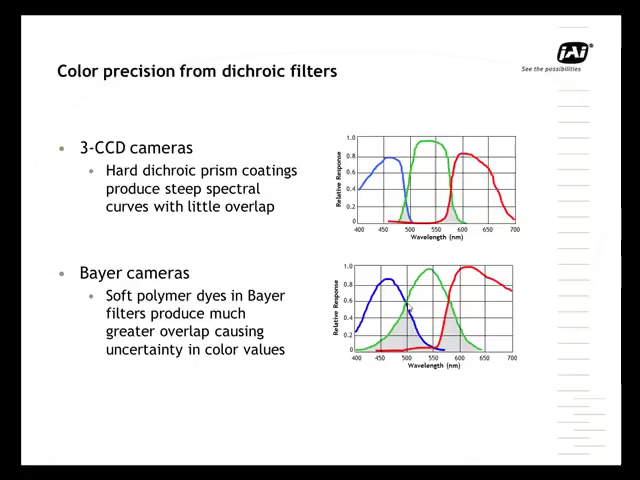 JAI
See the possibilities
Color precision from dichroic filters
• 3-CCD cameras
• Hard dichroic prism coatings
produce steep spectral
curves with little overlap
Relative Response
1.0
0.8
0.6
0.4
0.2
0
400 450 500 550 600 650 700
Wavelength (nm)
• Bayer cameras
• Soft polymer dyes in Bayer
filters produce much
greater overlap causing
uncertainty in color values
Relative Response
1.0
0.8
0.6
0.4
0.2
0
400 450 500 550 600 650 700
Wavelength (nm)